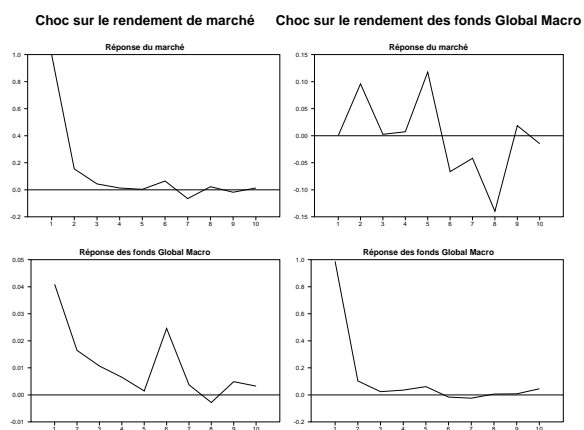 Choc sur le rendement de marché Choc sur le rendement des fonds Global Macro
Réponse du marché Réponse du marché
1.0 0.15
0.8 0.10
0.6 0.05
0.4 0.00
0.2 -0.05
0.0 -0.10
-0.2 -0.15
1 2 3 4 5 6 7 8 9 10 1 2 3 4 5 6 7 8 9 10
Réponse des fonds Global Macro Réponse des fonds Global Macro
0.05 1.0
0.04 0.8
0.03 0.6
0.02 0.4
0.01 0.2
0.00 0.0
-0.01 -0.2
1 2 3 4 5 6 7 8 9 10 1 2 3 4 5 6 7 8 9 10